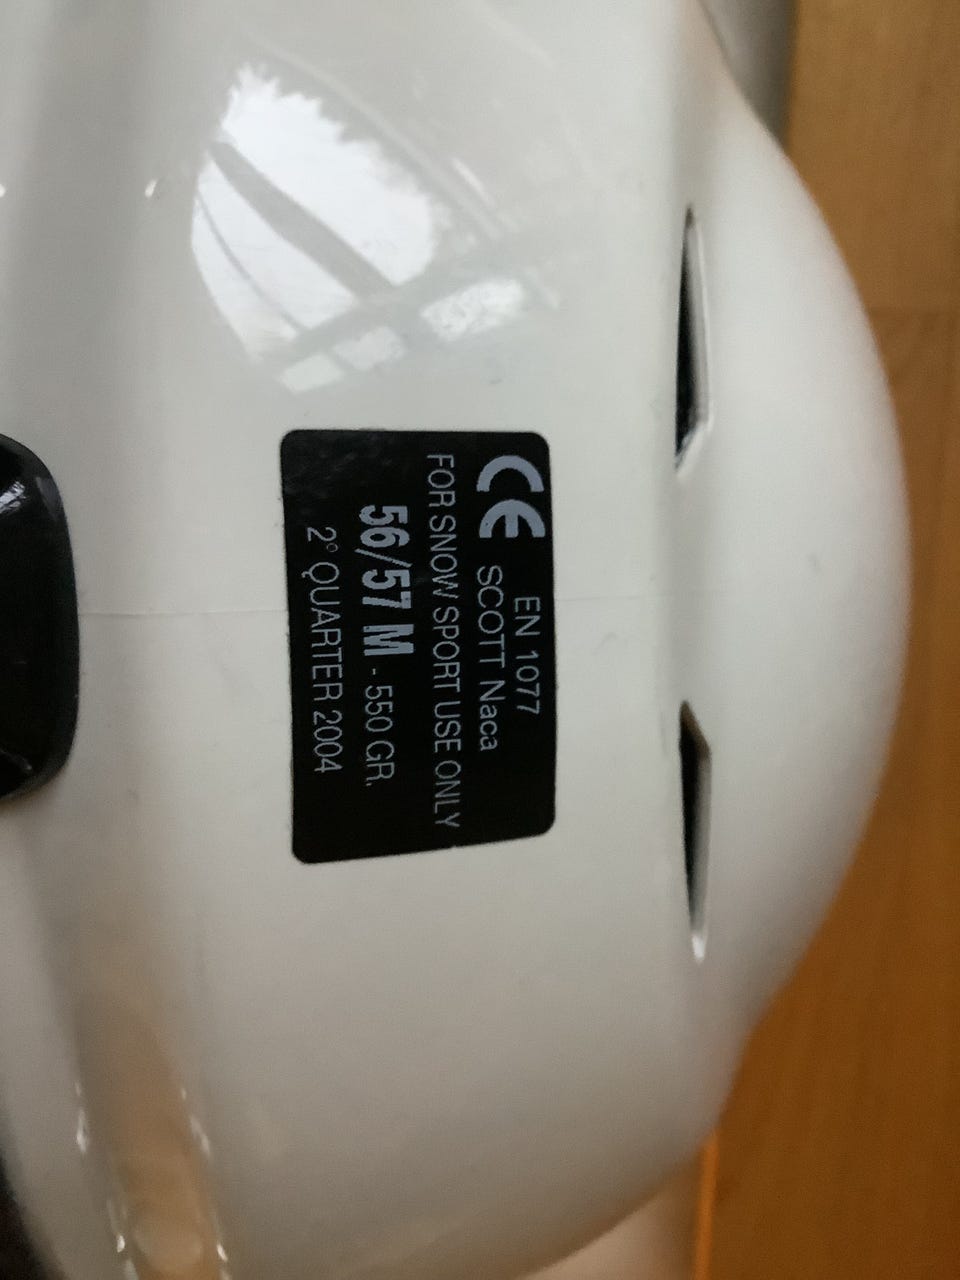 CE EN 1077
SCOTT Naca
FOR SNOW SPORT USE ONLY
56/57 M - 550 GR.
2° QUARTER 2004